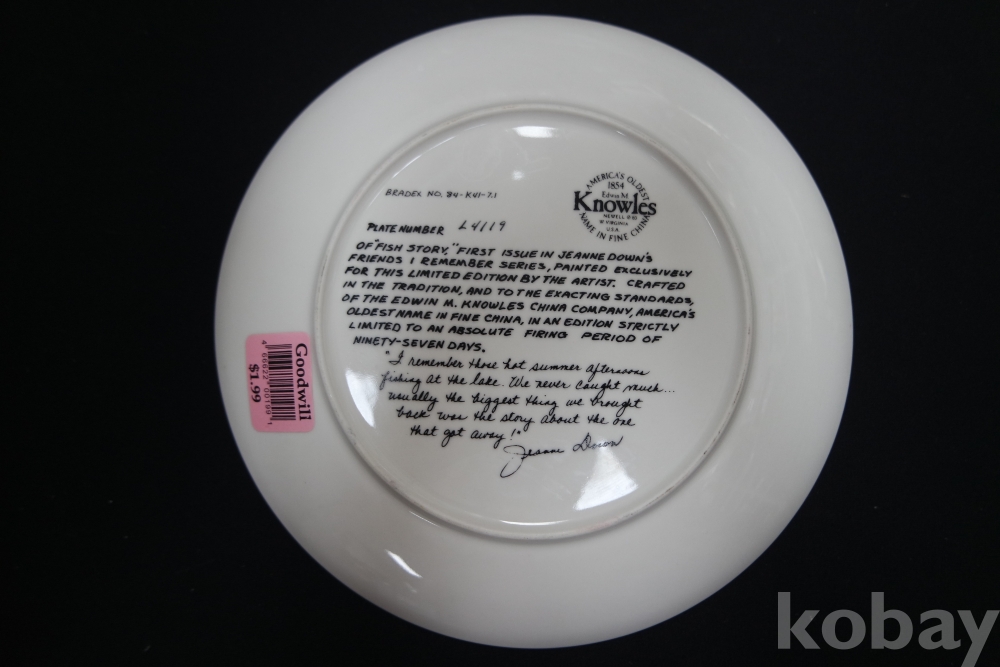 BRADEX NO. 84-K41-7.1
AMERICA'S OLDEST
1854
Edwin M.
Knowles
NEWELL
W. VIRGINIA
U.S.A.
NAME IN FINE CHINA
PLATE NUMBER L4119
OF "FISH STORY," FIRST ISSUE IN JEANNE DOWN'S
FRIENDS I REMEMBER SERIES, PAINTED EXCLUSIVELY
FOR THIS LIMITED EDITION BY THE ARTIST. CRAFTED
IN THE TRADITION, AND TO THE EXACTING STANDARDS,
OF THE EDWIN M. KNOWLES CHINA COMPANY, AMERICA'S
OLDEST NAME IN FINE CHINA, IN AN EDITION STRICTLY
LIMITED TO AN ABSOLUTE FIRING PERIOD OF
NINETY-SEVEN DAYS.
"I remember those hot summer afternoons
fishing at the lake. We never caught much...
usually the biggest thing we brought
back was the story about the one
that got away!"
Jeanne Down
Goodwill
$1.99
kobay